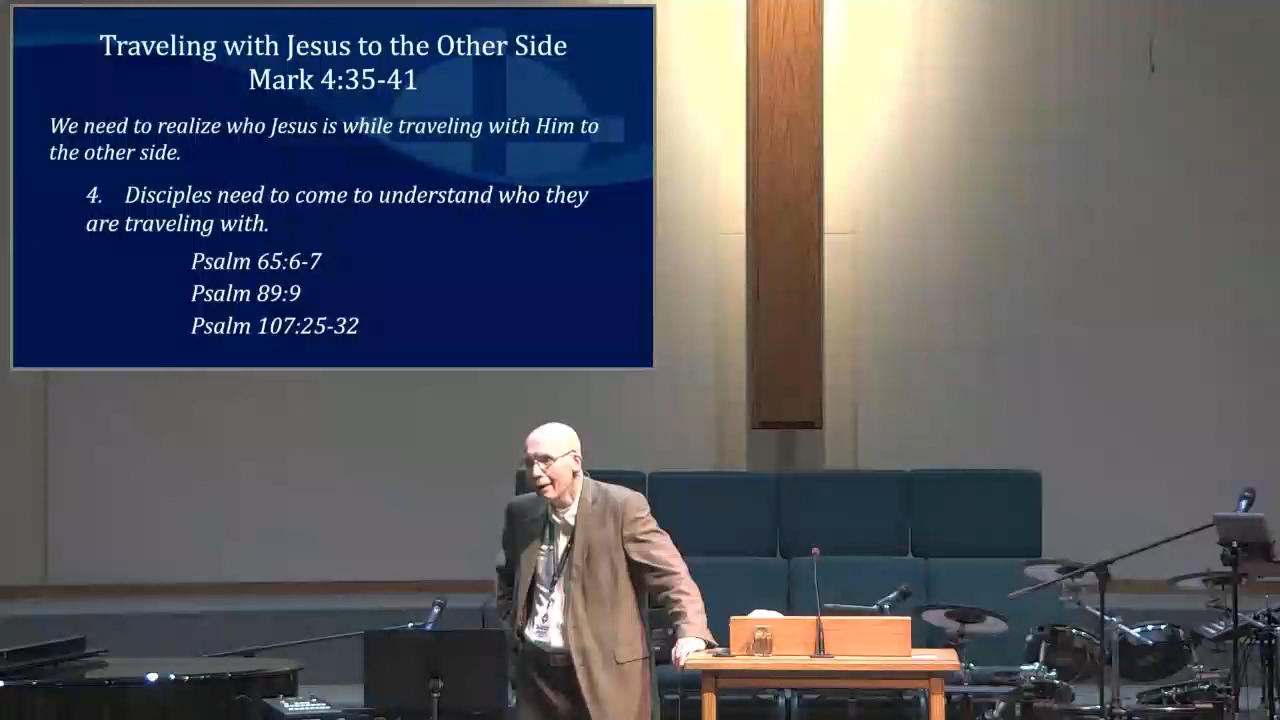 Traveling with Jesus to the Other Side
Mark 4:35-41
We need to realize who Jesus is while traveling with Him to
the other side.
4. Disciples need to come to understand who they
are traveling with.
Psalm 65:6-7
Psalm 89:9
Psalm 107:25-32